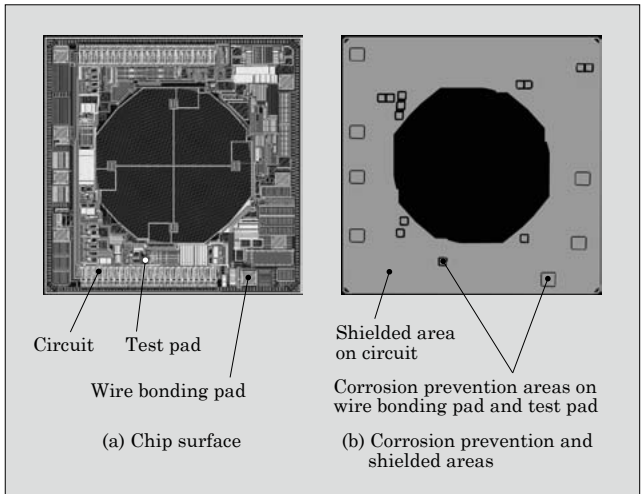 Circuit
Test pad
Wire bonding pad
(a) Chip surface
Shielded area
on circuit
Corrosion prevention areas on
wire bonding pad and test pad
(b) Corrosion prevention and
shielded areas